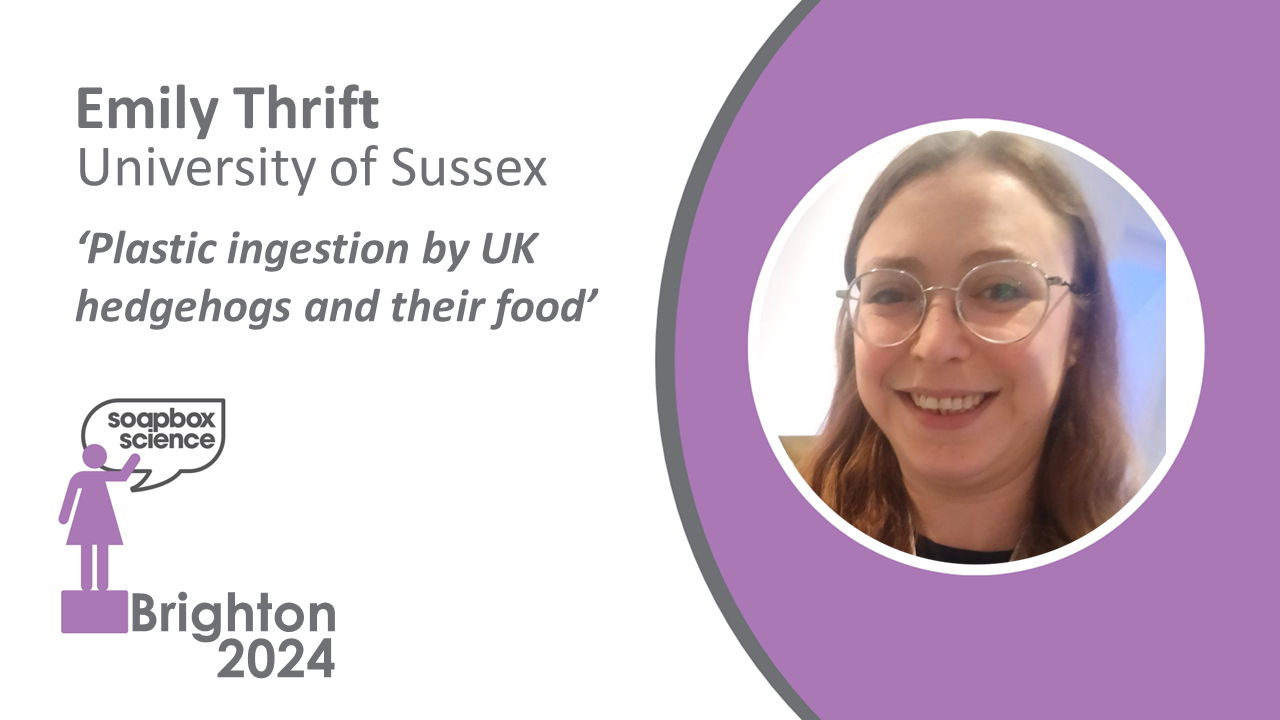 Emily Thrift
University of Sussex
‘Plastic ingestion by UK
hedgehogs and their food’
soapbox
science
Brighton
2024